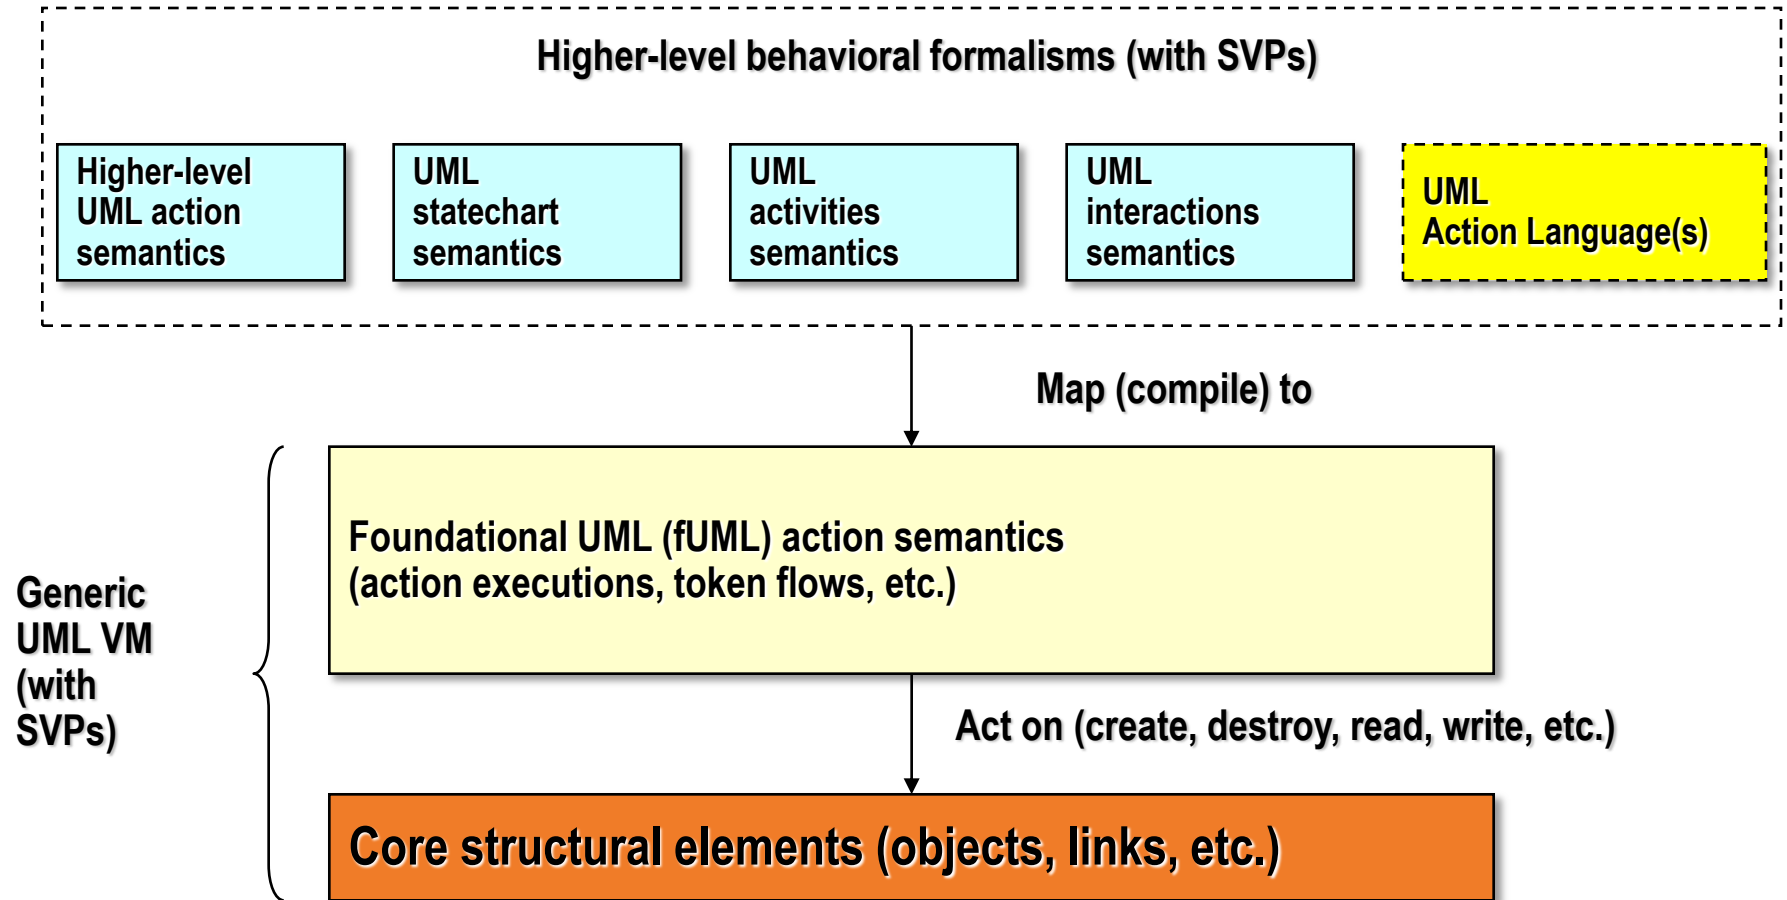 Higher-level behavioral formalisms (with SVPs)
Higher-level
UML action
semantics
UML
statechart
semantics
UML
activities
semantics
UML
interactions
semantics
UML
Action Language(s)
Map (compile) to
Foundational UML (fUML) action semantics
(action executions, token flows, etc.)
Generic
UML VM
(with
SVPs)
Act on (create, destroy, read, write, etc.)
Core structural elements (objects, links, etc.)